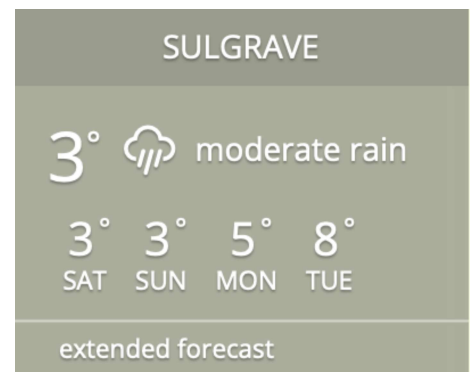 SULGRAVE
3° moderate rain
3° 3° 5° 8°
SAT SUN MON TUE
extended forecast